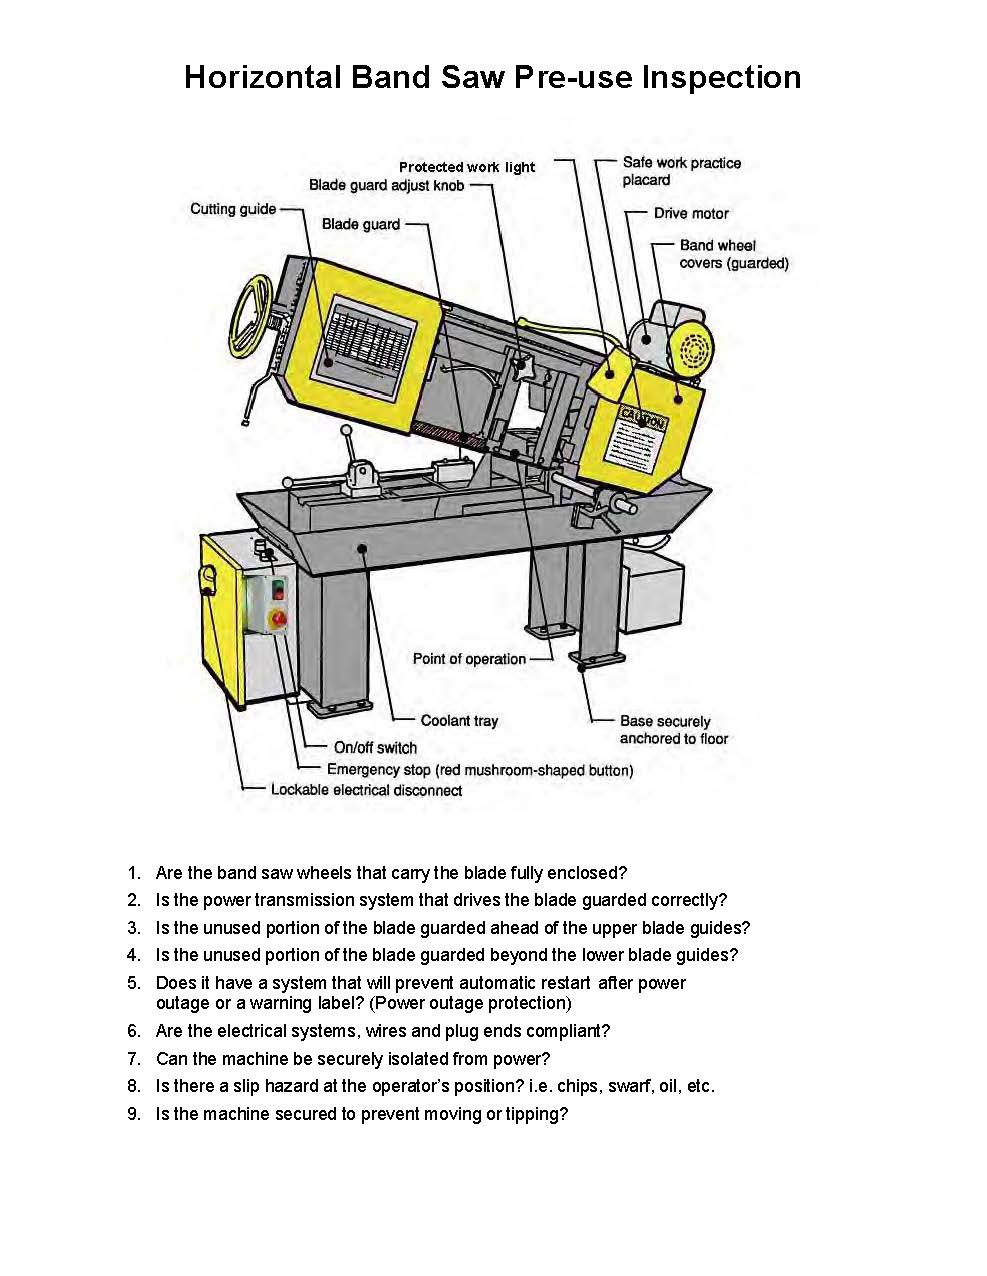 Horizontal Band Saw Pre-use Inspection
Protected work light
Safe work practice
placard
Blade guard adjust knob
Cutting guide
Drive motor
Blade guard
Band wheel
covers (guarded)
CAUTION
Point of operation
Coolant tray
Base securely
anchored to floor
On/off switch
Emergency stop (red mushroom-shaped button)
Lockable electrical disconnect
1. Are the band saw wheels that carry the blade fully enclosed?
2. Is the power transmission system that drives the blade guarded correctly?
3. Is the unused portion of the blade guarded ahead of the upper blade guides?
4. Is the unused portion of the blade guarded beyond the lower blade guides?
5. Does it have a system that will prevent automatic restart after power
outage or a warning label? (Power outage protection)
6. Are the electrical systems, wires and plug ends compliant?
7. Can the machine be securely isolated from power?
8. Is there a slip hazard at the operator's position? i.e. chips, swarf, oil, etc.
9. Is the machine secured to prevent moving or tipping?